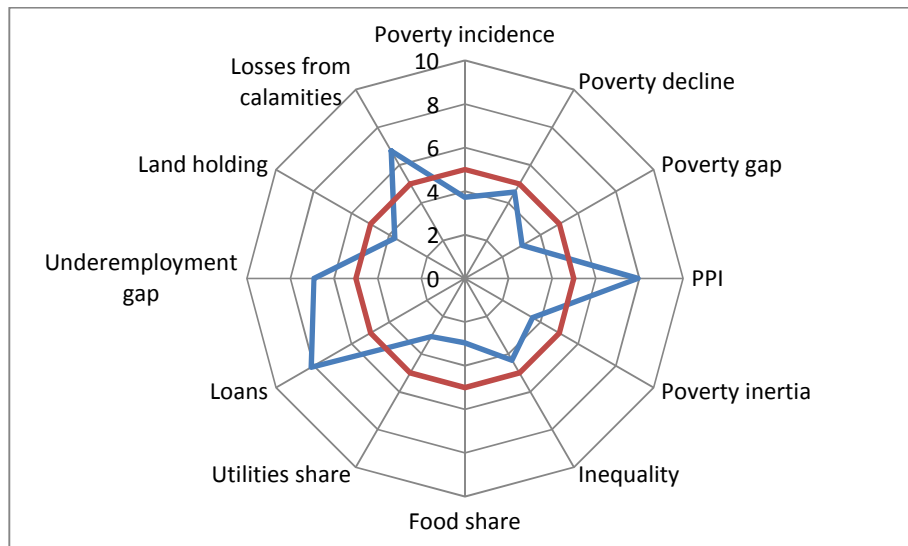 Poverty incidence
Poverty decline
Poverty gap
PPI
Poverty inertia
Inequality
Food share
Utilities share
Loans
Underemployment
gap
Land holding
Losses from
calamities
10
8
6
4
2
0